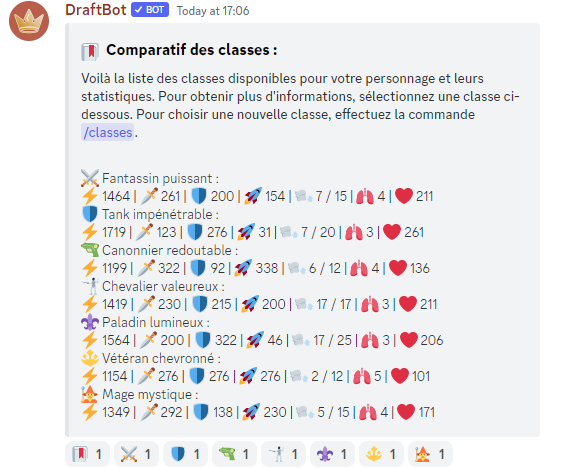 DraftBot ✓ BOT Today at 17:06
Comparatif des classes :
Voilà la liste des classes disponibles pour votre personnage et leurs
statistiques. Pour obtenir plus d'informations, sélectionnez une classe ci-
dessous. Pour choisir une nouvelle classe, effectuez la commande
/classes.
⚔️ Fantassin puissant :
⚡ 1464 | 🗡️ 261 | 🛡️ 200 | 🚀 154 | 🌬️ 7 / 15 | 🫁 4 | ❤️ 211
🛡️ Tank impénétrable :
⚡ 1719 | 🗡️ 123 | 🛡️ 276 | 🚀 31 | 🌬️ 7 / 20 | 🫁 3 | ❤️ 261
🔫 Canonnier redoutable :
⚡ 1199 | 🗡️ 322 | 🛡️ 92 | 🚀 338 | 🌬️ 6 / 12 | 🫁 4 | ❤️ 136
🤺 Chevalier valeureux :
⚡ 1419 | 🗡️ 230 | 🛡️ 215 | 🚀 200 | 🌬️ 17 / 17 | 🫁 3 | ❤️ 211
⚜️ Paladin lumineux :
⚡ 1564 | 🗡️ 200 | 🛡️ 322 | 🚀 46 | 🌬️ 17 / 25 | 🫁 3 | ❤️ 206
🔱 Vétéran chevronné :
⚡ 1154 | 🗡️ 276 | 🛡️ 276 | 🚀 276 | 🌬️ 2 / 12 | 🫁 5 | ❤️ 101
🧙 Mage mystique :
⚡ 1349 | 🗡️ 292 | 🛡️ 138 | 🚀 230 | 🌬️ 5 / 15 | 🫁 4 | ❤️ 171
1 1 1 1 1 1 1 1